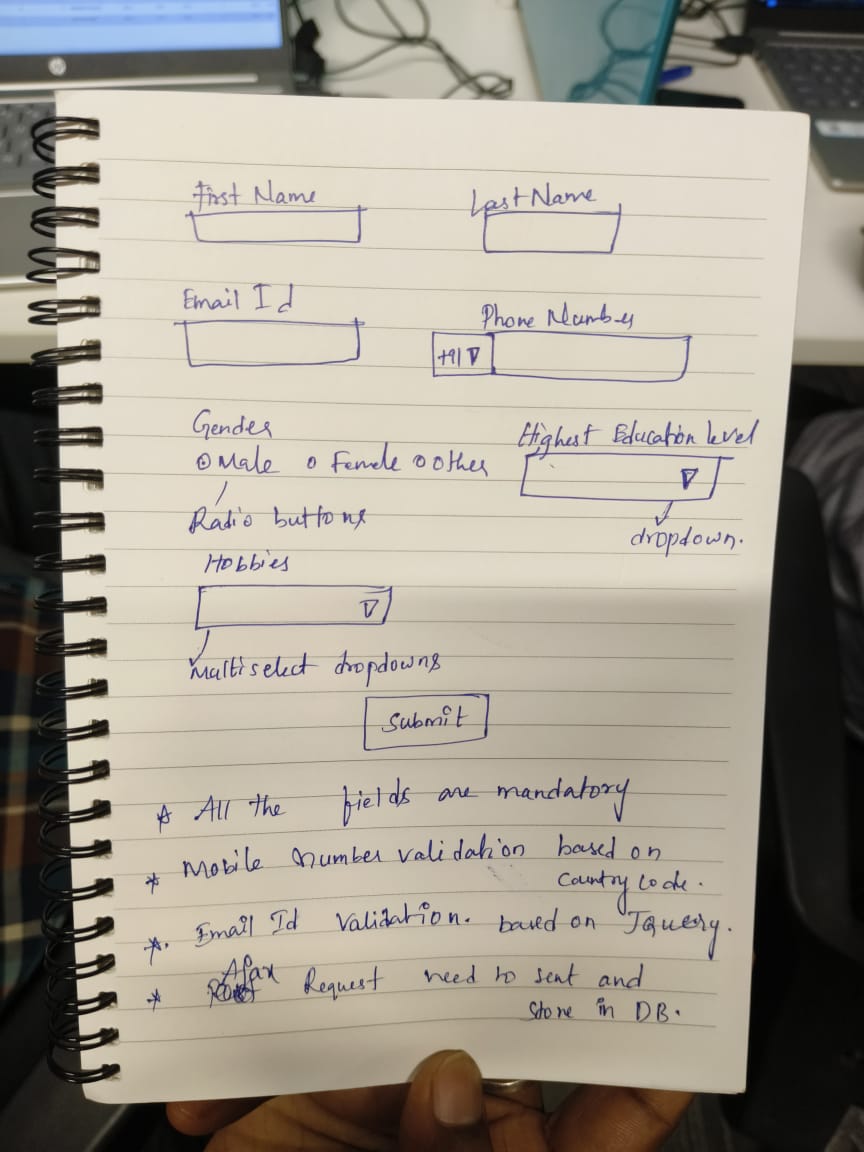 First Name Last Name
Email Id Phone Number
+91
Gender Highest Education level
Male Female Other
Radio buttons dropdown.
Hobbies
Multiselect dropdowns
Submit
* All the fields are mandatory
* Mobile number validation based on
Country Code.
*. Email Id Validation. based on Jquery.
* Ajax Request need to sent and
Store in DB.